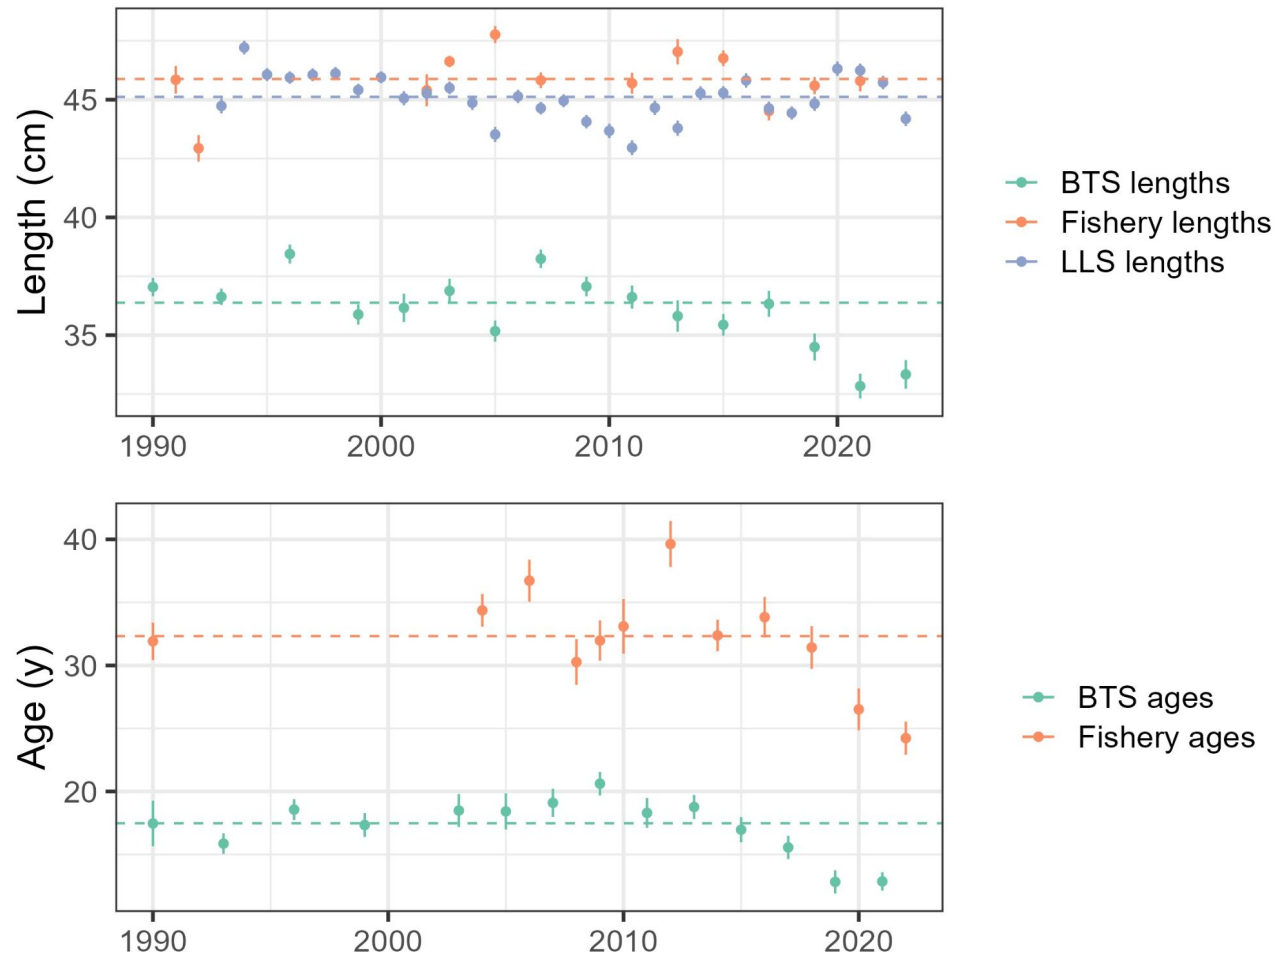 Length (cm)
45
40
35
1990
2000
2010
2020
BTS lengths
Fishery lengths
LLS lengths
Age (y)
40
30
20
1990
2000
2010
2020
BTS ages
Fishery ages